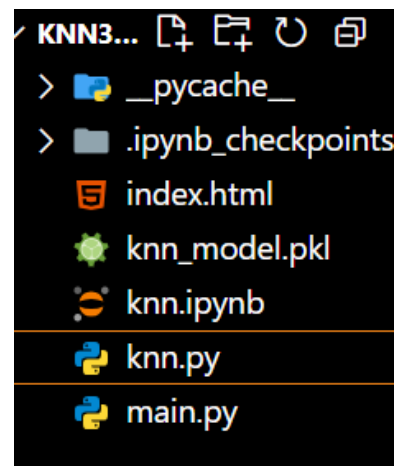 KNN3...
__pycache__
.ipynb_checkpoints
index.html
knn_model.pkl
knn.ipynb
knn.py
main.py